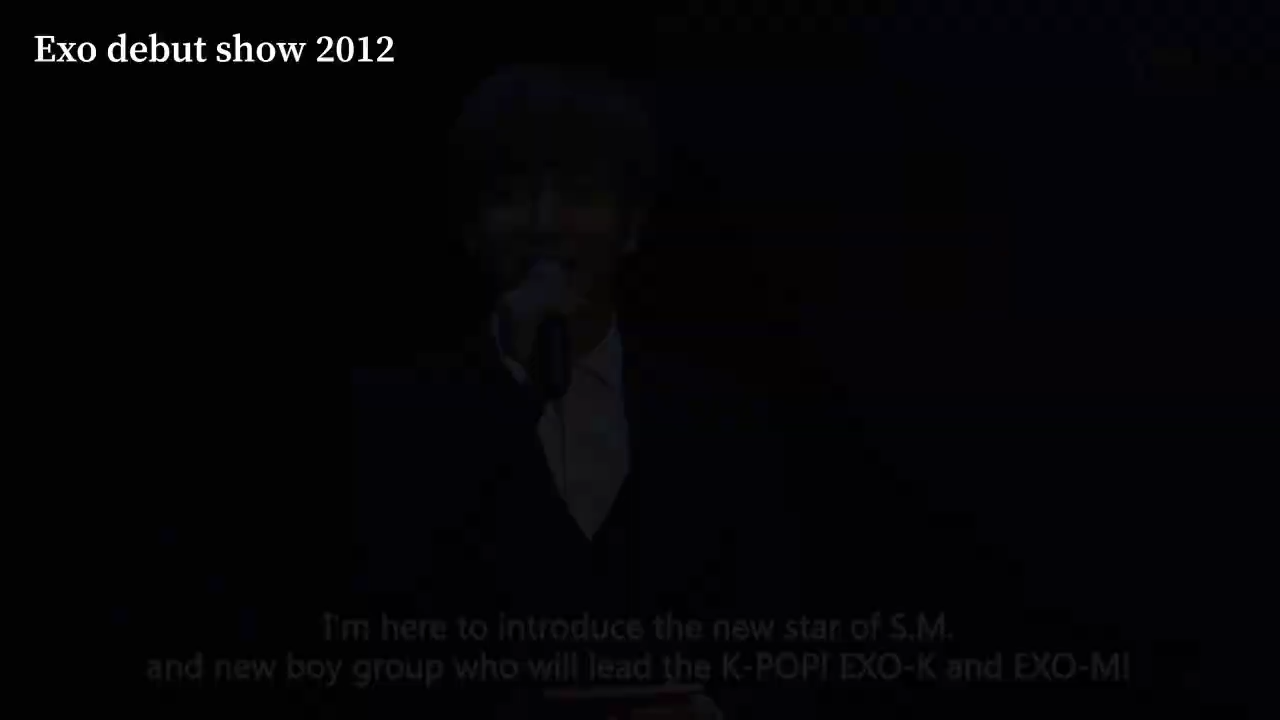 Exo debut show 2012
I'm here to introduce the new star of S.M.
and new boy group who will lead the K-POP! EXO-K and EXO-M!